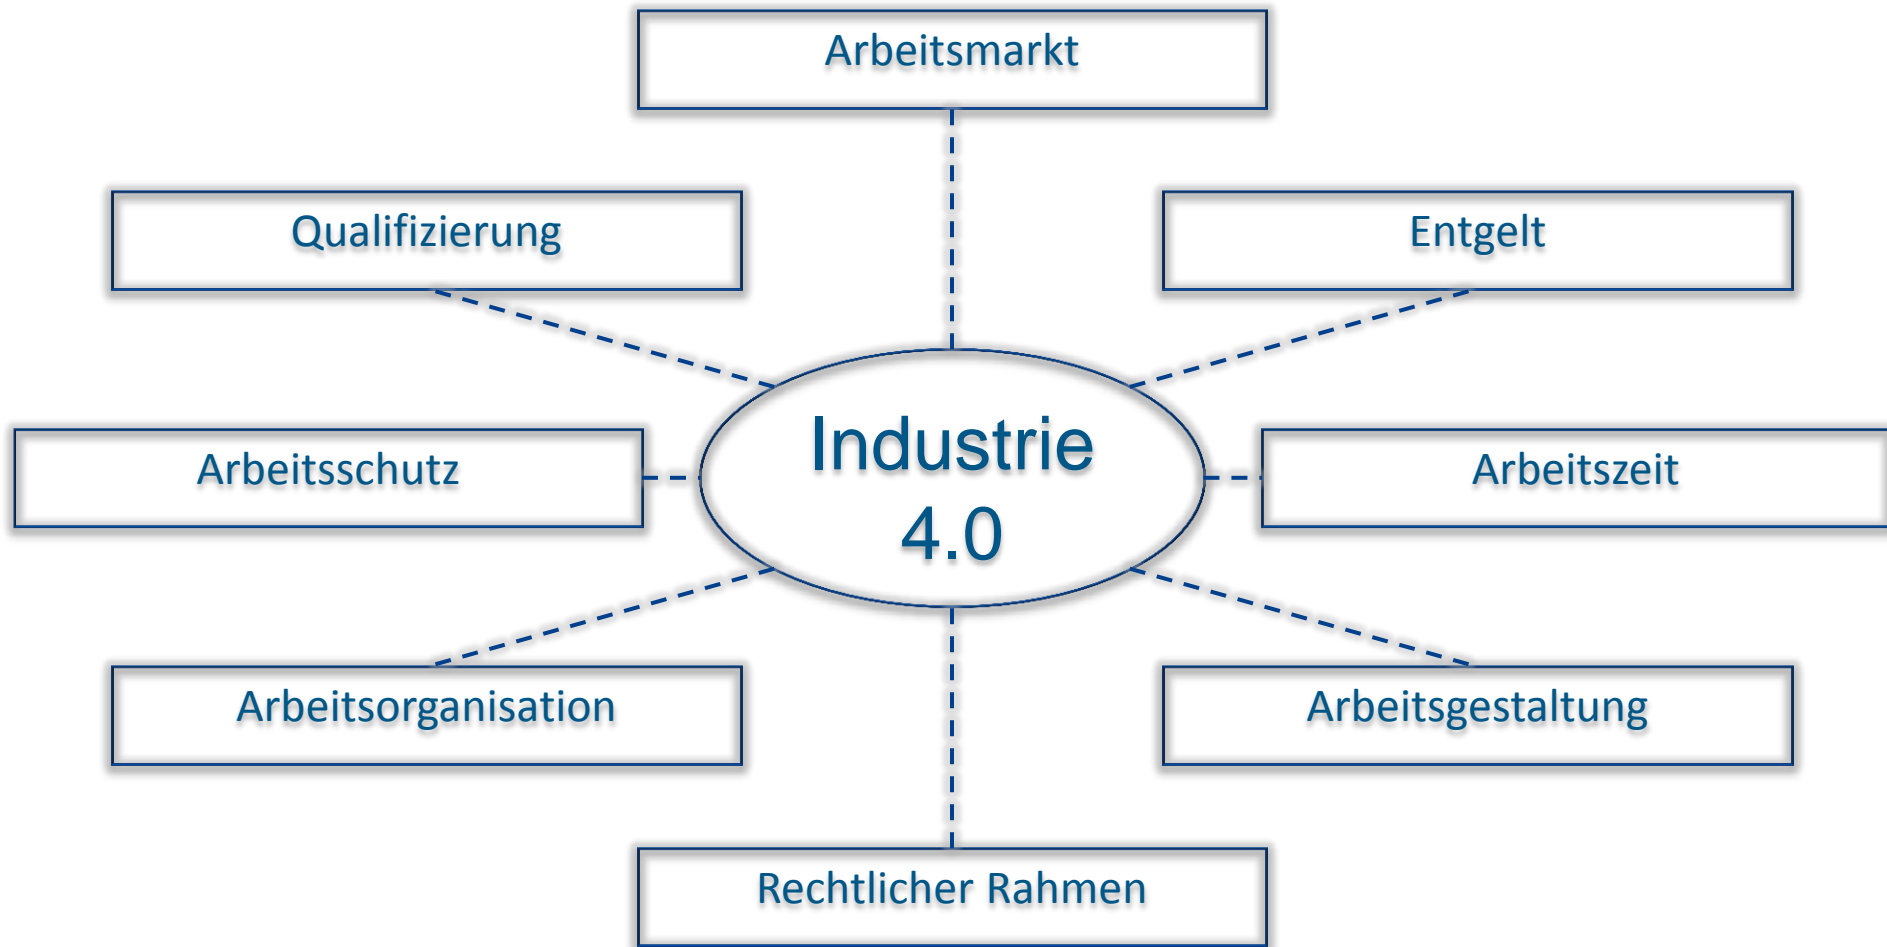 Arbeitsmarkt
Qualifizierung
Entgelt
Industrie
4.0
Arbeitsschutz
Arbeitszeit
Arbeitsorganisation
Arbeitsgestaltung
Rechtlicher Rahmen